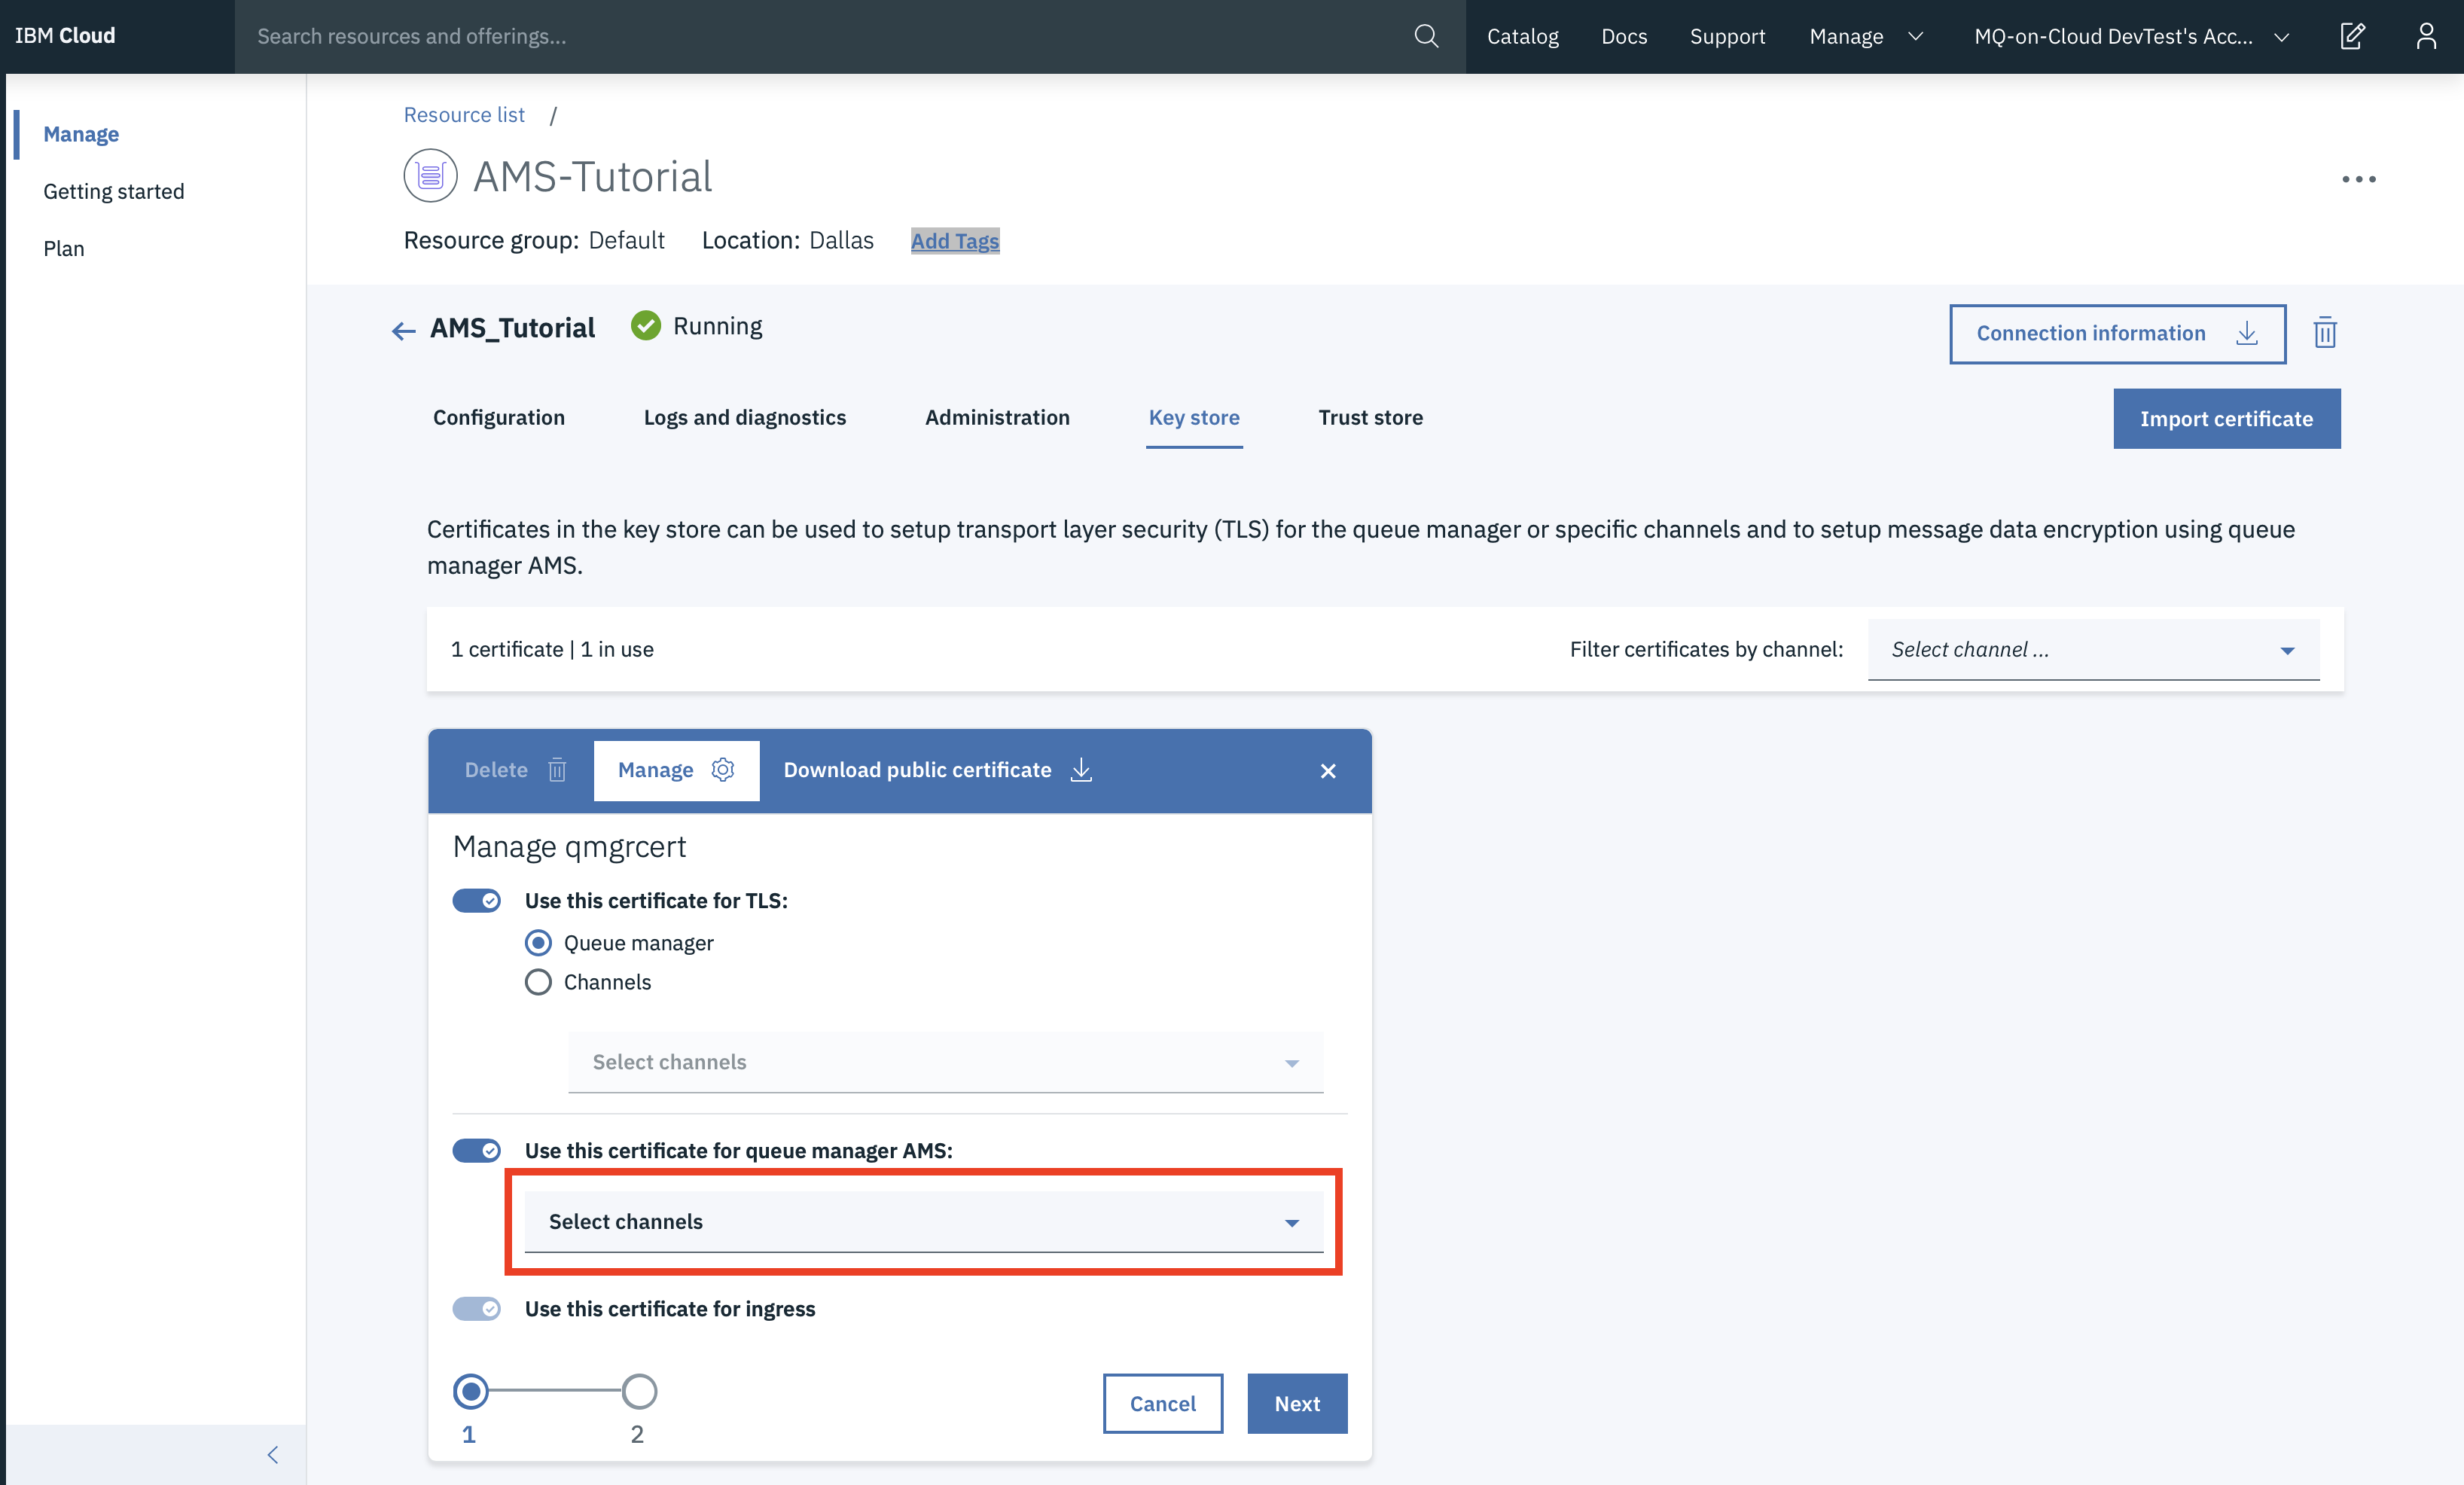 IBM Cloud
Search resources and offerings...
Catalog
Docs
Support
Manage
MQ-on-Cloud DevTest's Acc...
Manage
Getting started
Plan
Resource list /
AMS-Tutorial
Resource group: Default Location: Dallas Add Tags
AMS_Tutorial Running
Connection information
Configuration
Logs and diagnostics
Administration
Key store
Trust store
Import certificate
Certificates in the key store can be used to setup transport layer security (TLS) for the queue manager or specific channels and to setup message data encryption using queue
manager AMS.
1 certificate | 1 in use
Filter certificates by channel: Select channel ...
Delete
Manage
Download public certificate
Manage qmgrcert
Use this certificate for TLS:
Queue manager
Channels
Select channels
Use this certificate for queue manager AMS:
Select channels
Use this certificate for ingress
1
2
Cancel
Next